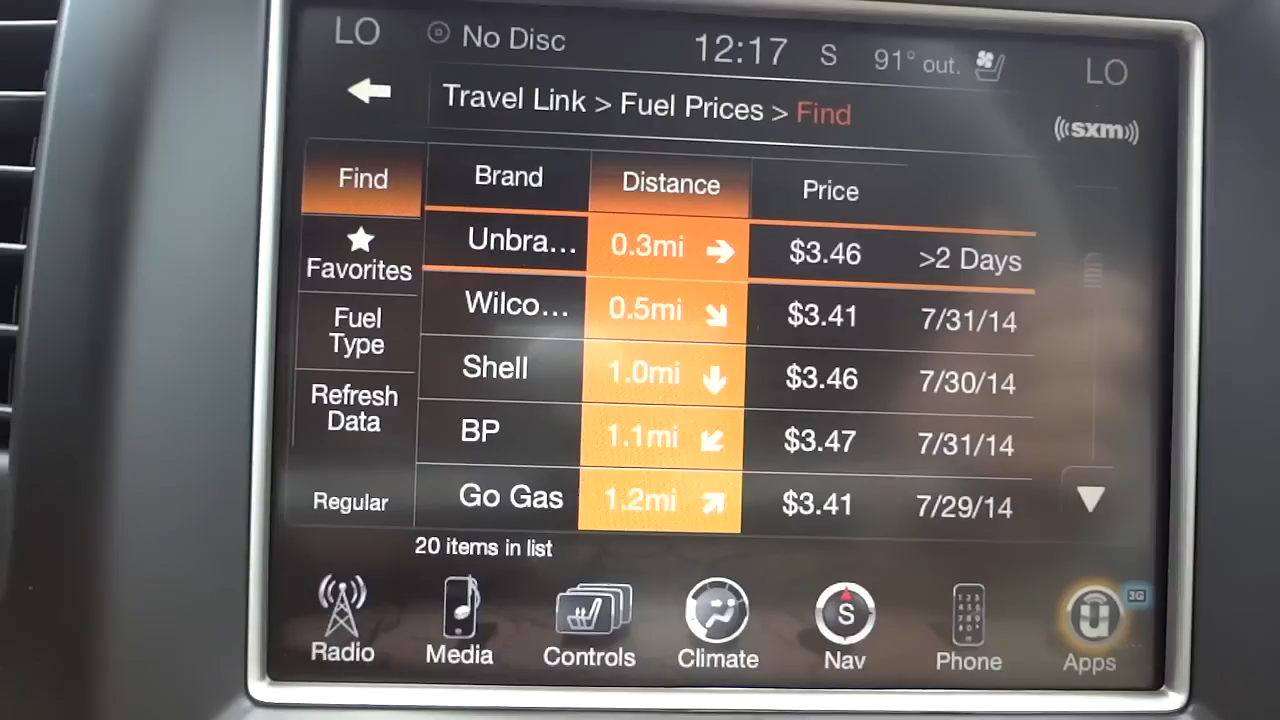 LO No Disc 12:17 S 91° out. LO
Travel Link > Fuel Prices > Find
((sxm))
Find Brand Distance Price
Unbra... 0.3mi $3.46 >2 Days
Favorites
Wilco... 0.5mi $3.41 7/31/14
Fuel
Type
Shell 1.0mi $3.46 7/30/14
Refresh
Data
BP 1.1mi $3.47 7/31/14
Regular Go Gas 1.2mi $3.41 7/29/14
20 items in list
S U 3G
Radio Media Controls Climate Nav Phone Apps